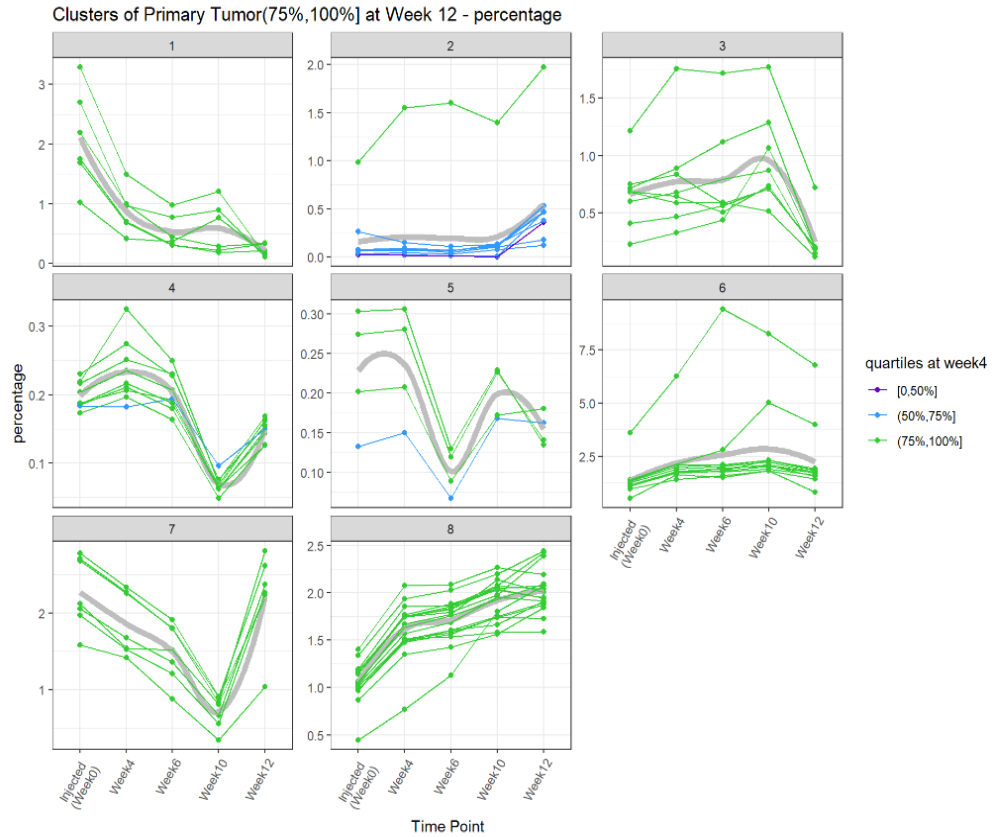 Clusters of Primary Tumor(75%,100%] at Week 12 - percentage
1
2
3
3
2
1
0
2.0
1.5
1.0
0.5
0.0
1.5
1.0
0.5
4
5
6
0.3
0.2
0.1
0.30
0.25
0.20
0.15
0.10
7.5
5.0
2.5
percentage
quartiles at week4
[0,50%]
(50%,75%]
(75%,100%]
Injected
(Week0)
Week4
Week6
Week10
Week12
7
8
2
1
2.5
2.0
1.5
1.0
0.5
Injected
(Week0)
Week4
Week6
Week10
Week12
Injected
(Week0)
Week4
Week6
Week10
Week12
Time Point